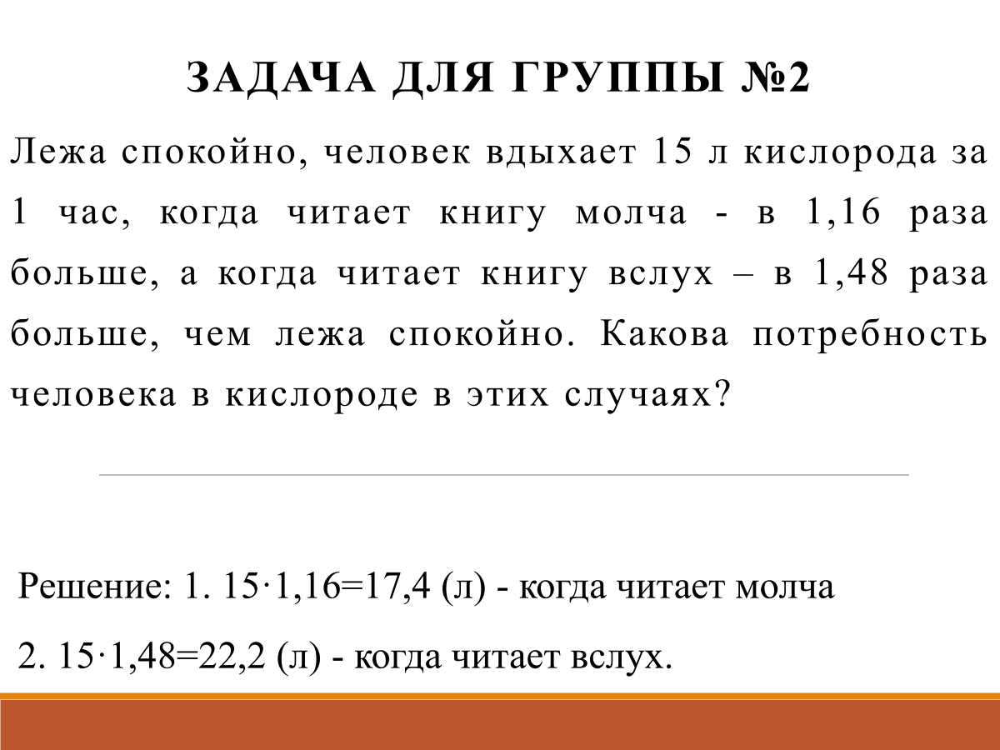 ЗАДАЧА ДЛЯ ГРУППЫ №2
Лежа спокойно, человек вдыхает 15 л кислорода за
1 час, когда читает книгу молча - в 1,16 раза
больше, а когда читает книгу вслух – в 1,48 раза
больше, чем лежа спокойно. Какова потребность
человека в кислороде в этих случаях?
Решение: 1. 15·1,16=17,4 (л) - когда читает молча
2. 15·1,48=22,2 (л) - когда читает вслух.